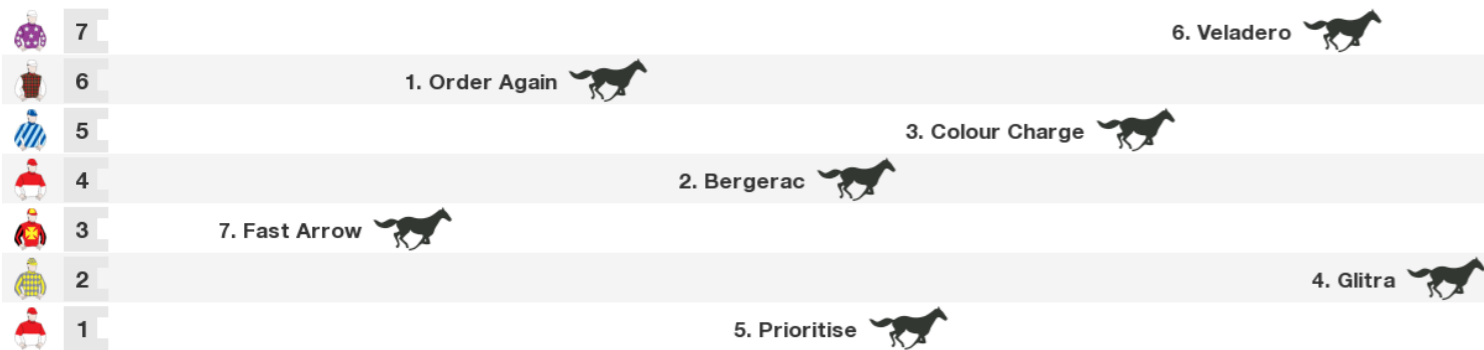 7 6. Veladero
6 1. Order Again
5 3. Colour Charge
4 2. Bergerac
3 7. Fast Arrow
2 4. Glitra
1 5. Prioritise